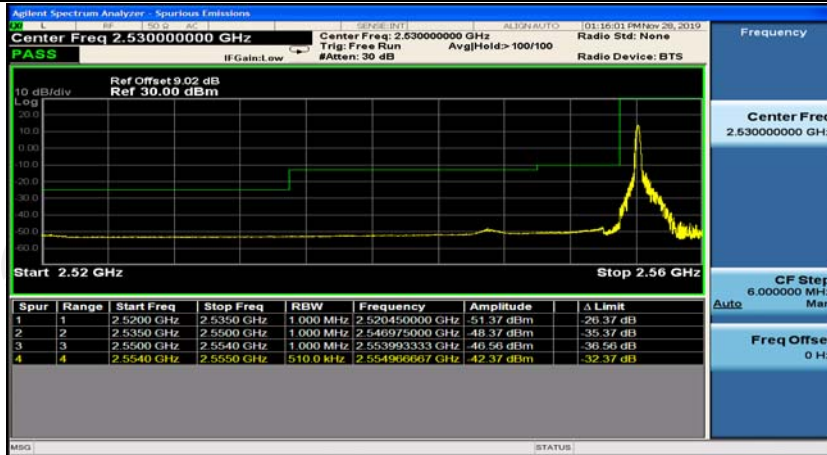 Agilent Spectrum Analyzer - Spurious Emissions
L RF 50 Ω AC SENSE:INT ALIGN AUTO 01:16:01 PM Nov 28, 2019
Center Freq 2.530000000 GHz Center Freq: 2.530000000 GHz Radio Std: None
Trig: Free Run Avg|Hold:> 100/100
PASS IFGain:Low #Atten: 30 dB Radio Device: BTS
Ref Offset 9.02 dB
10 dB/div Ref 30.00 dBm
Log
20.0
10.0
0.00
-10.0
-20.0
-30.0
-40.0
-50.0
-60.0
Start 2.52 GHz Stop 2.56 GHz
Spur Range Start Freq Stop Freq RBW Frequency Amplitude Δ Limit
1 1 2.5200 GHz 2.5350 GHz 1.000 MHz 2.520450000 GHz -51.37 dBm -26.37 dB
2 2 2.5350 GHz 2.5500 GHz 1.000 MHz 2.546975000 GHz -48.37 dBm -35.37 dB
3 3 2.5500 GHz 2.5540 GHz 1.000 MHz 2.553993333 GHz -46.56 dBm -36.56 dB
4 4 2.5540 GHz 2.5550 GHz 510.0 kHz 2.554966667 GHz -42.37 dBm -32.37 dB
MSG STATUS
Frequency
Center Freq
2.530000000 GH
CF Step
6.000000 MH
Auto Man
Freq Offse
0 H